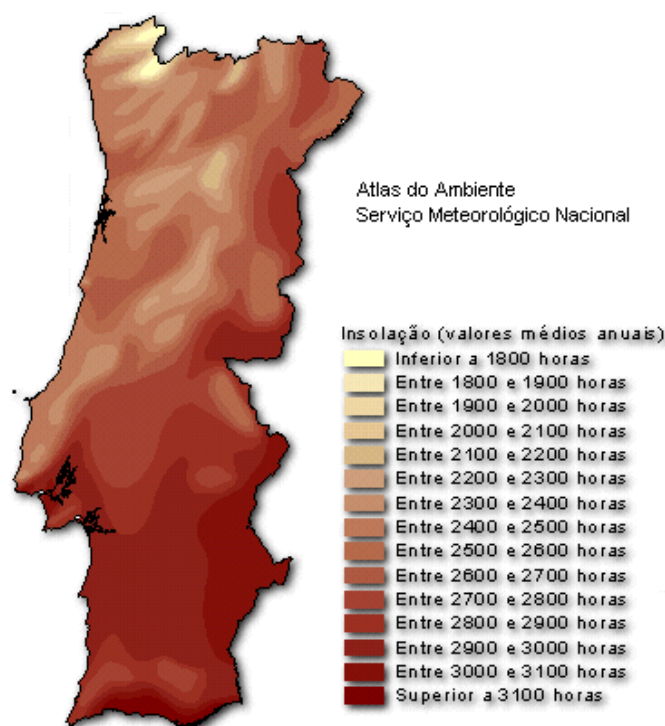 Atlas do Ambiente
Serviço Meteorológico Nacional
Insolação (valores médios anuais)
Inferior a 1800 horas
Entre 1800 e 1900 horas
Entre 1900 e 2000 horas
Entre 2000 e 2100 horas
Entre 2100 e 2200 horas
Entre 2200 e 2300 horas
Entre 2300 e 2400 horas
Entre 2400 e 2500 horas
Entre 2500 e 2600 horas
Entre 2600 e 2700 horas
Entre 2700 e 2800 horas
Entre 2800 e 2900 horas
Entre 2900 e 3000 horas
Entre 3000 e 3100 horas
Superior a 3100 horas